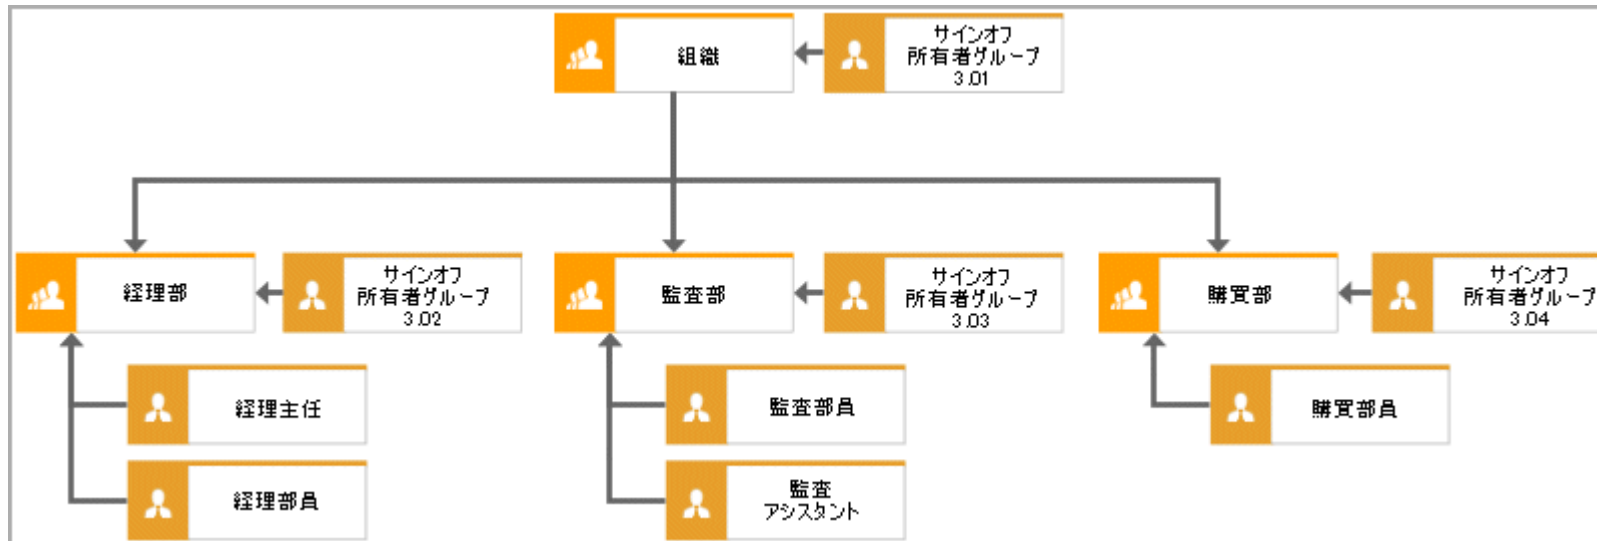 組織
サインオフ
所有者グループ
3.01
経理部
サインオフ
所有者グループ
3.02
監査部
サインオフ
所有者グループ
3.03
購買部
サインオフ
所有者グループ
3.04
経理主任
監査部員
購買部員
経理部員
監査
アシスタント